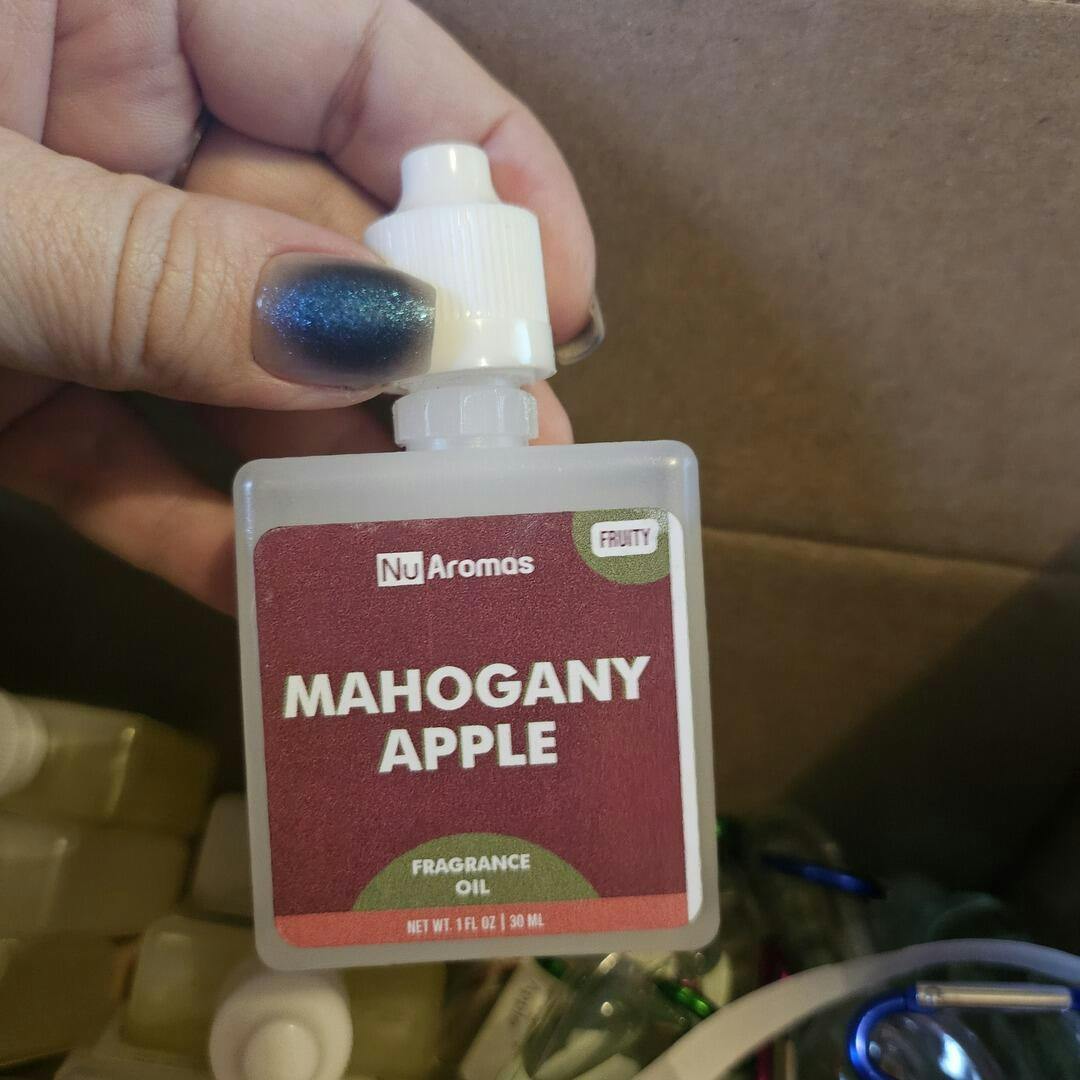 FRUITY
Nu Aromas
MAHOGANY
APPLE
FRAGRANCE
OIL
NET WT. 1 FL OZ | 30 ML